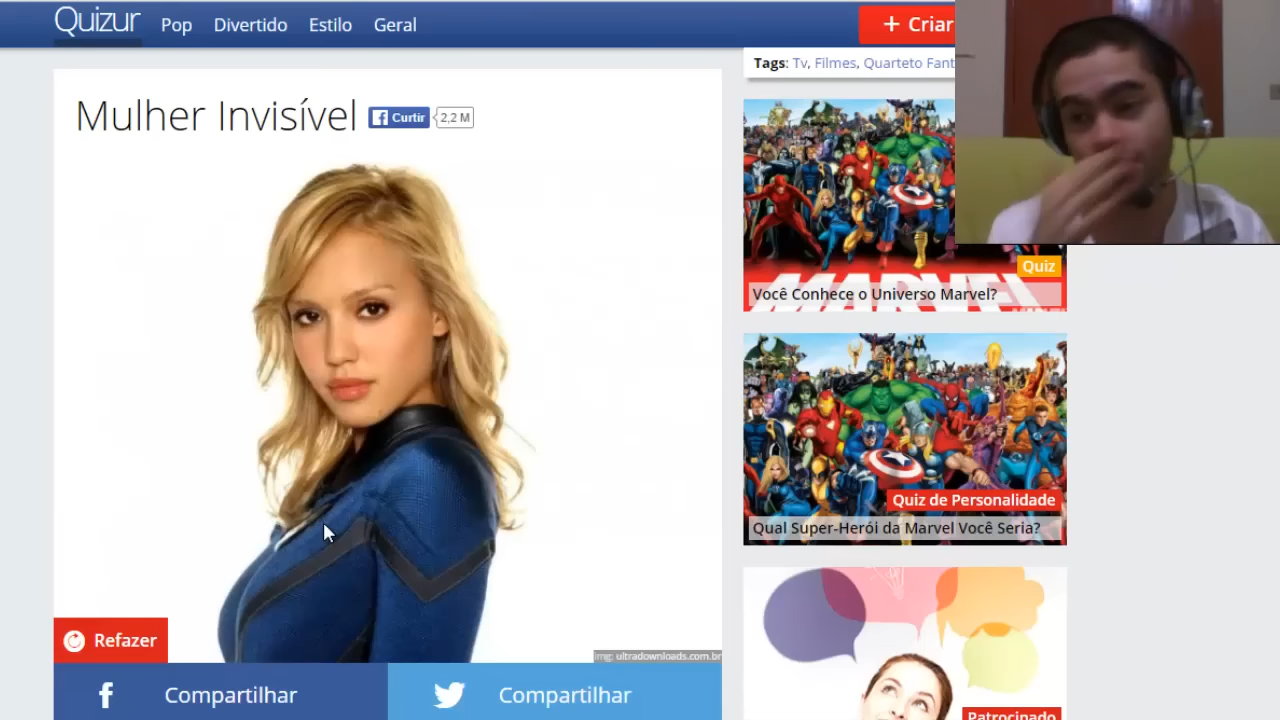 Quizur Pop Divertido Estilo Geral
+ Criar
Mulher Invisível
Curtir
2,2 M
Refazer
img: ultradownloads.com.br
Compartilhar
Compartilhar
Tags: Tv, Filmes, Quarteto Fant
MARVEL
Quiz
Você Conhece o Universo Marvel?
Quiz de Personalidade
Qual Super-Herói da Marvel Você Seria?
Patrocinado